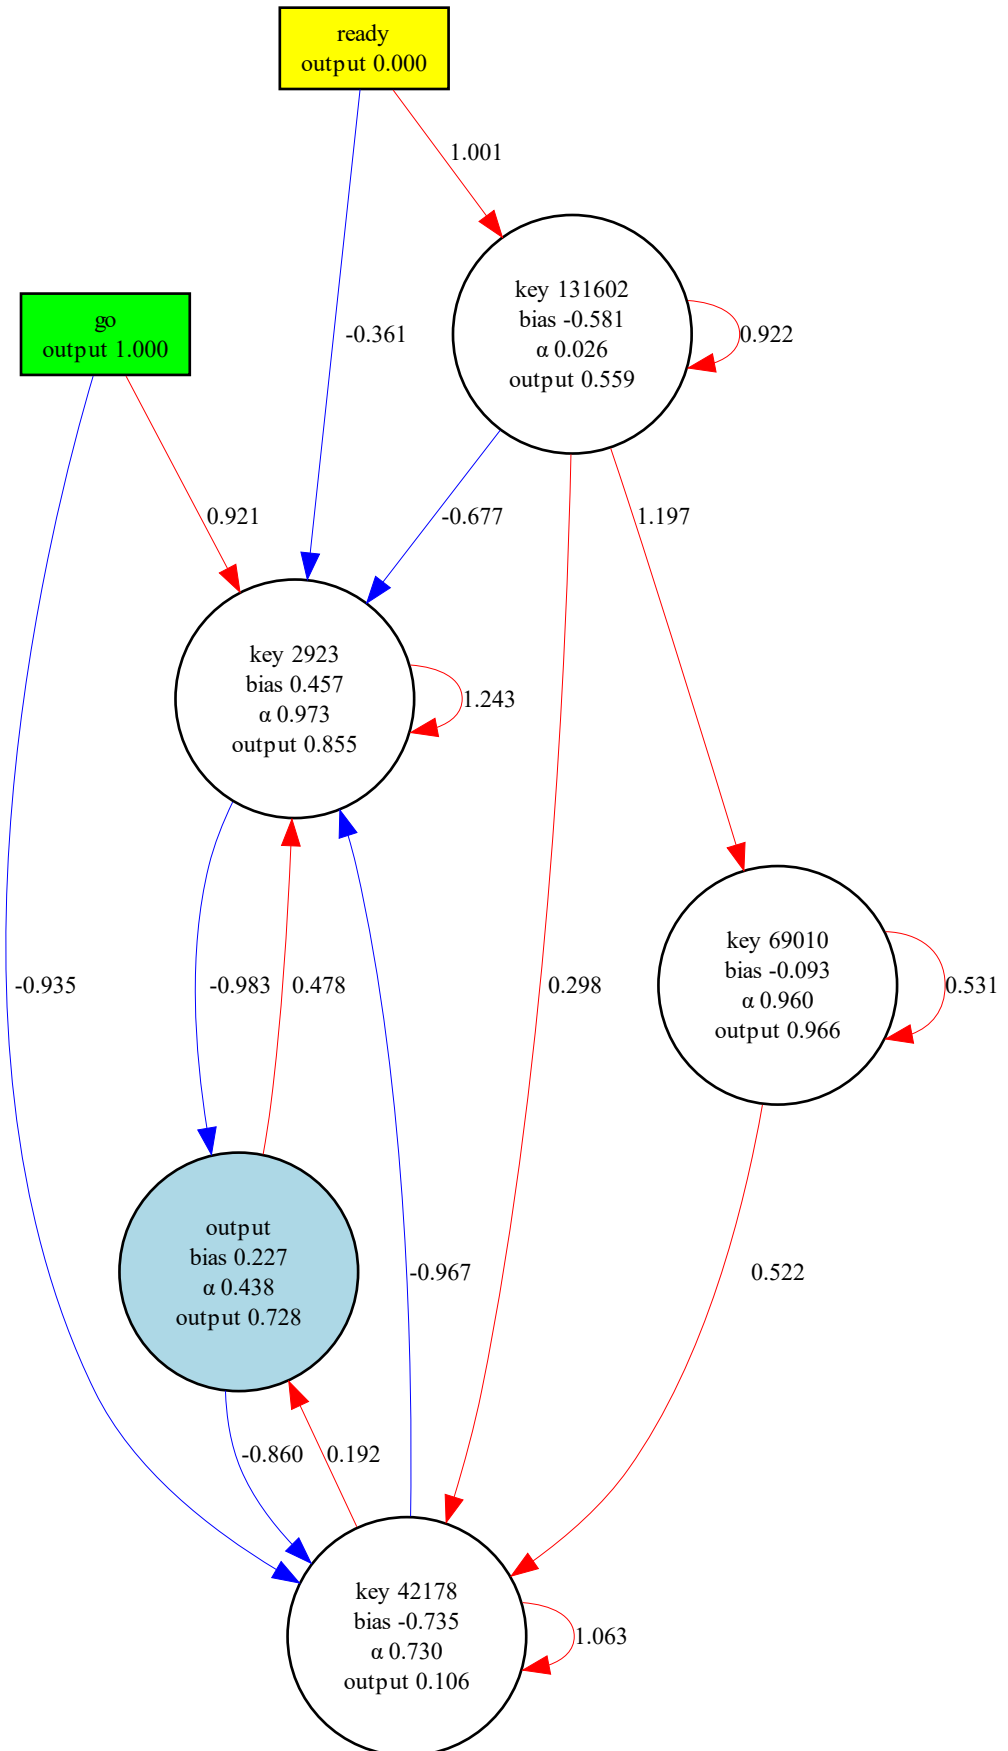 ready
output 0.000
1.001
key 131602
bias -0.581
α 0.026
output 0.559
0.922
go
output 1.000
-0.361
0.921
-0.677
1.197
key 2923
bias 0.457
α 0.973
output 0.855
1.243
key 69010
bias -0.093
α 0.960
output 0.966
0.531
-0.935
-0.983
0.478
0.298
output
bias 0.227
α 0.438
output 0.728
-0.967
0.522
-0.860
0.192
key 42178
bias -0.735
α 0.730
output 0.106
1.063